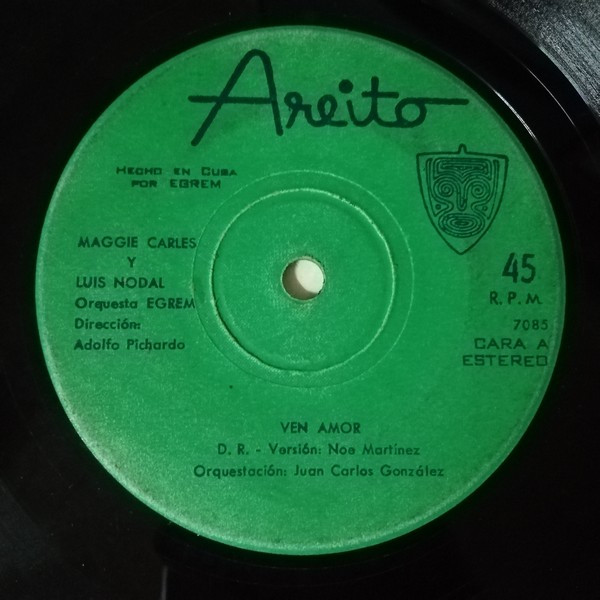 Areito
HECHO EN CUBA
POR EGREM
MAGGIE CARLES
Y
LUIS NODAL
Orquesta EGREM
Dirección:
Adolfo Pichardo
45
R. P. M.
7085
CARA A
ESTEREO
VEN AMOR
D. R. - Versión: Noe Martínez
Orquestación: Juan Carlos González